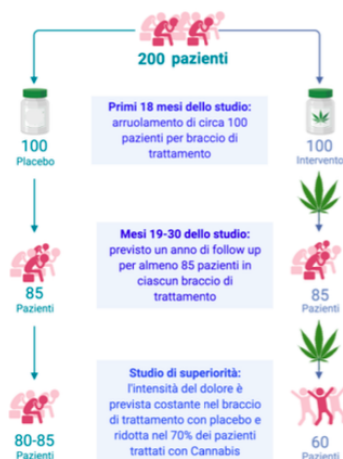 200 pazienti
Primi 18 mesi dello studio:
arruolamento di circa 100
pazienti per braccio di
trattamento
100
Placebo
100
Intervento
Mesi 19-30 dello studio:
previsto un anno di follow up
per almeno 85 pazienti in
ciascun braccio di
trattamento
85
Pazienti
85
Pazienti
Studio di superiorità:
l'intensità del dolore è
prevista costante nel braccio
di trattamento con placebo e
ridotta nel 70% dei pazienti
trattati con Cannabis
80-85
Pazienti
60
Pazienti